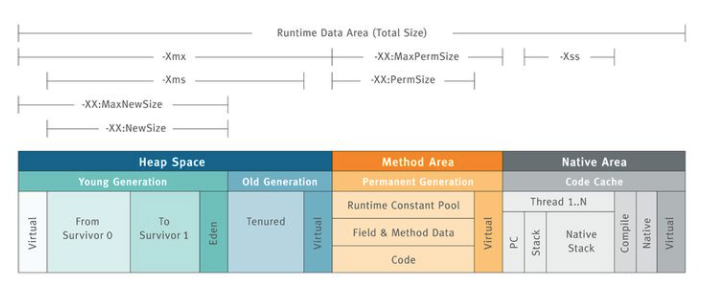 Runtime Data Area (Total Size)
-Xmx
-XX:MaxPermSize
-Xss
-Xms
-XX:PermSize
-XX:MaxNewSize
-XX:NewSize
Heap Space
Method Area
Native Area
Young Generation
Old Generation
Permanent Generation
Code Cache
Virtual
From
Survivor 0
To
Survivor 1
Eden
Tenured
Virtual
Runtime Constant Pool
Field & Method Data
Code
Virtual
Thread 1..N
PC
Stack
Native
Stack
Compile
Native
Virtual